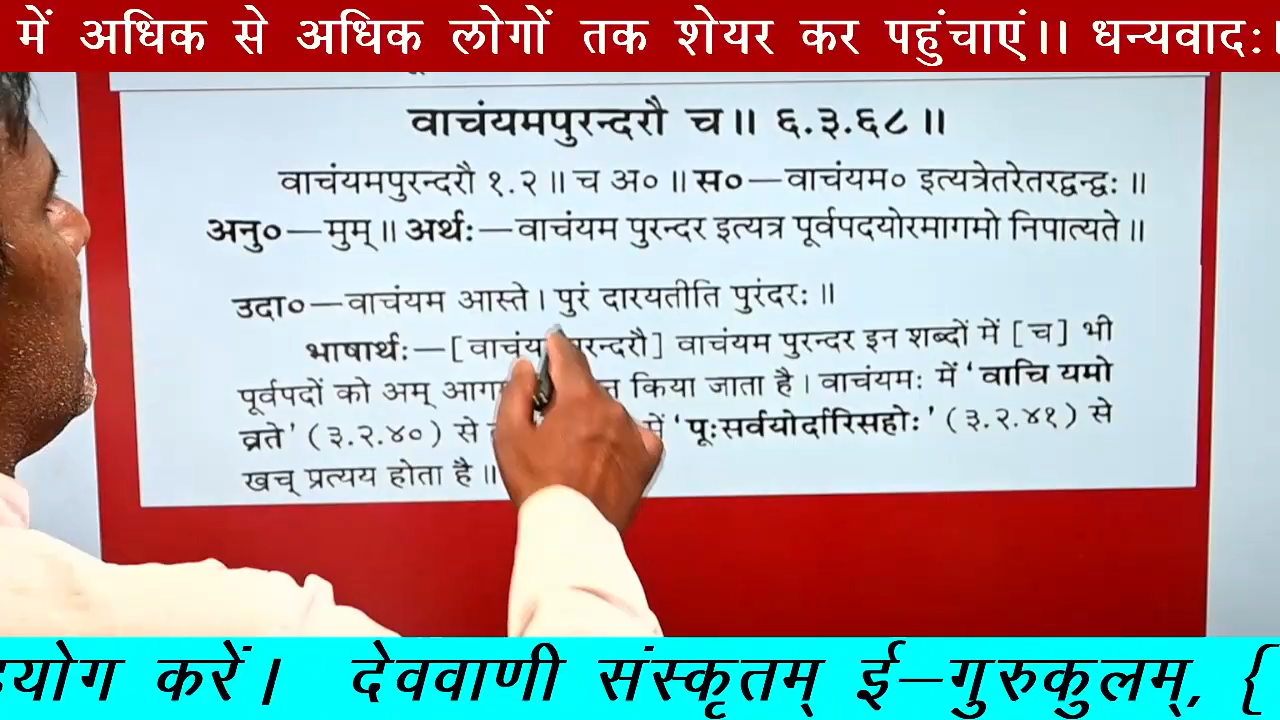 में अधिक से अधिक लोगों तक शेयर कर पहुंचाएं।। धन्यवादः।
वाचंयमपुरन्दरौ च॥ ६.३.६८॥
वाचंयमपुरन्दरौ १.२॥ च अ०॥ स०—वाचंयम० इत्यत्रेतरेतरद्वन्द्वः॥
अनु०—मुम्॥ अर्थः—वाचंयम पुरन्दर इत्यत्र पूर्वपदयोरमागमो निपात्यते॥
उदा०—वाचंयम आस्ते। पुरं दारयतीति पुरंदरः॥
भाषार्थः—[वाचंय रन्दरौ] वाचंयम पुरन्दर इन शब्दों में [च] भी
पूर्वपदों को अम् आग किया जाता है। वाचंयमः में 'वाचि यमो
व्रते' (३.२.४०) से में 'पूःसर्वयोर्दारिसहोः' (३.२.४१) से
खच् प्रत्यय होता है॥
योग करें। देववाणी संस्कृतम् ई–गुरुकुलम्, {